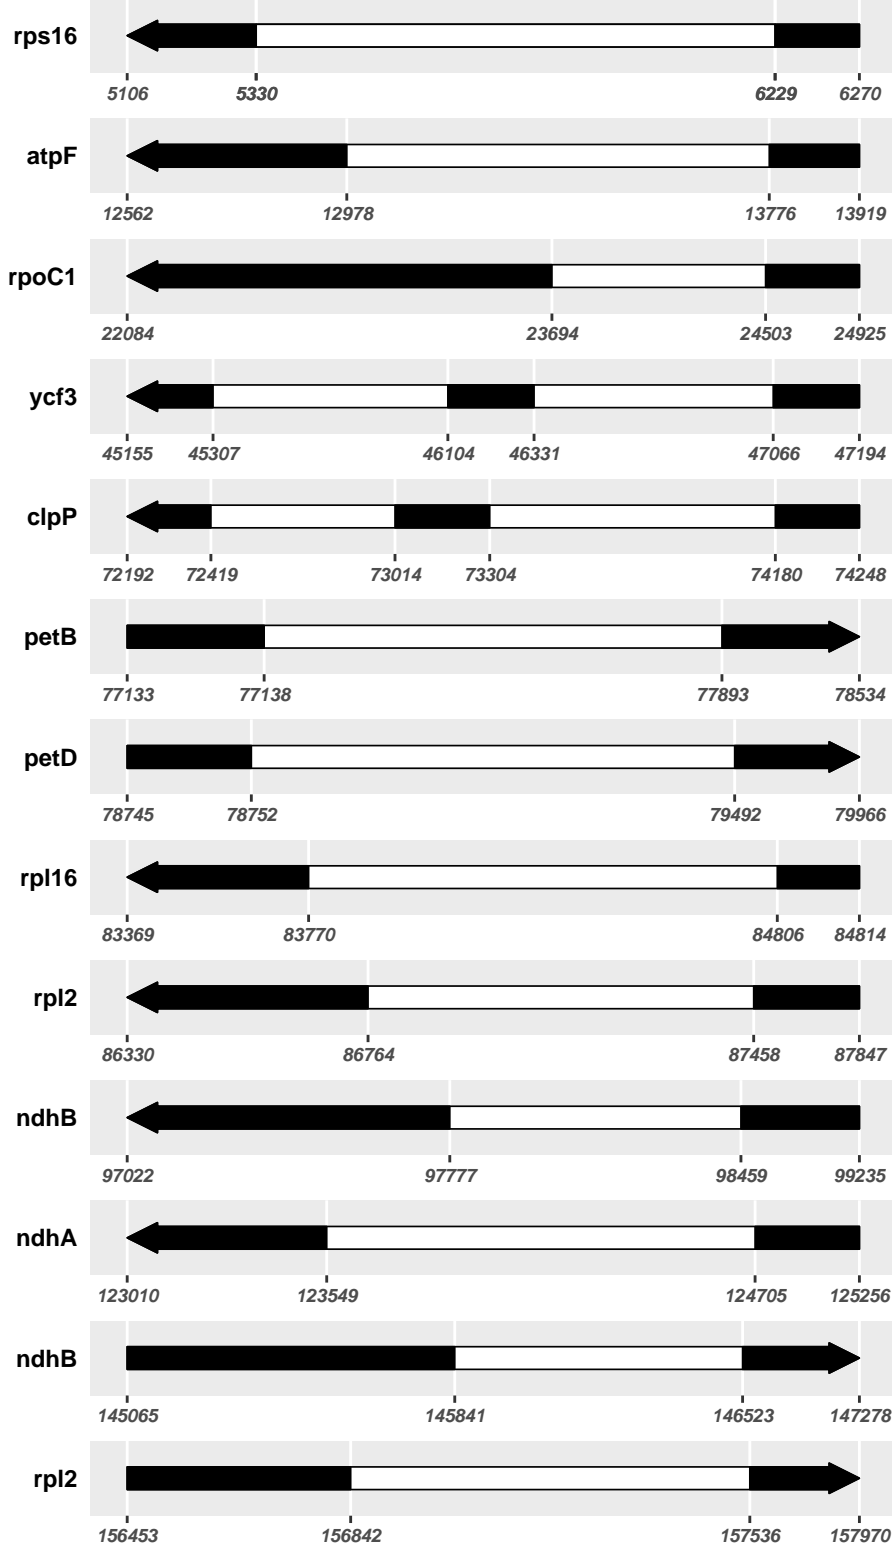 rps16
5106 5330 6229 6270
atpF
12562 12978 13776 13919
rpoC1
22084 23694 24503 24925
ycf3
45155 45307 46104 46331 47066 47194
clpP
72192 72419 73014 73304 74180 74248
petB
77133 77138 77893 78534
petD
78745 78752 79492 79966
rpl16
83369 83770 84806 84814
rpl2
86330 86764 87458 87847
ndhB
97022 97777 98459 99235
ndhA
123010 123549 124705 125256
ndhB
145065 145841 146523 147278
rpl2
156453 156842 157536 157970